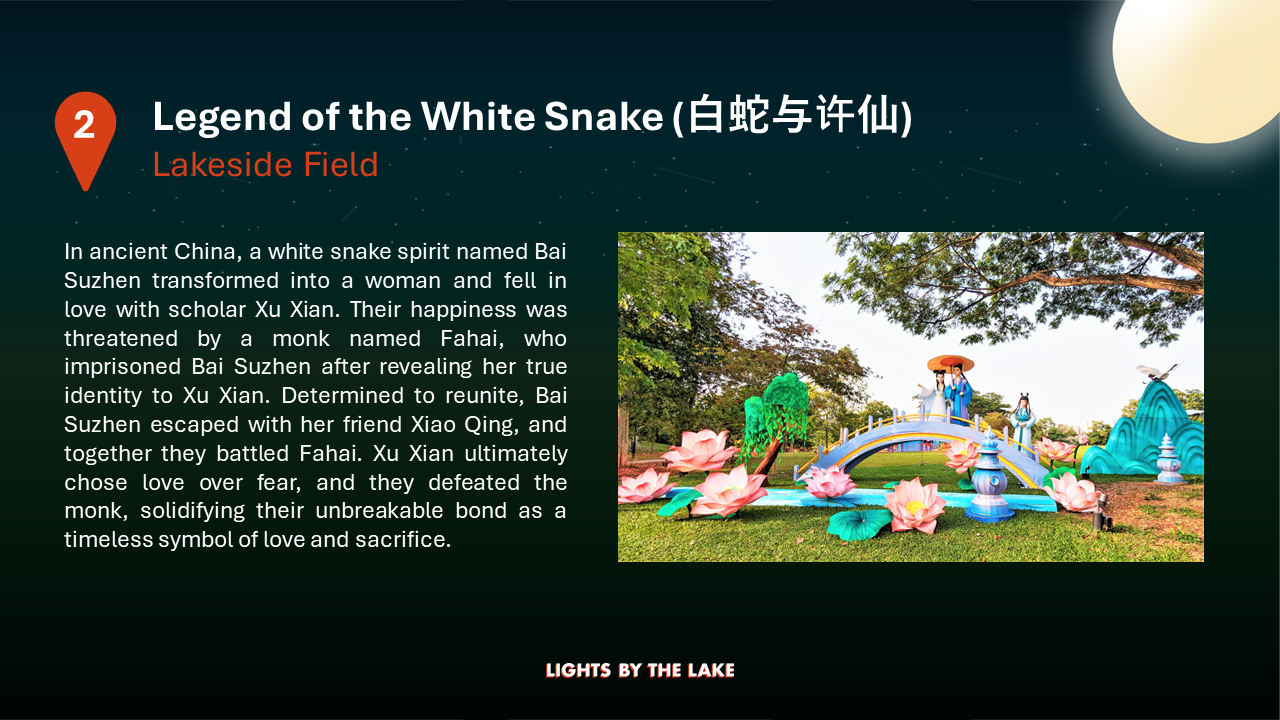 2
Legend of the White Snake (白蛇与许仙)
Lakeside Field
In ancient China, a white snake spirit named Bai
Suzhen transformed into a woman and fell in
love with scholar Xu Xian. Their happiness was
threatened by a monk named Fahai, who
imprisoned Bai Suzhen after revealing her true
identity to Xu Xian. Determined to reunite, Bai
Suzhen escaped with her friend Xiao Qing, and
together they battled Fahai. Xu Xian ultimately
chose love over fear, and they defeated the
monk, solidifying their unbreakable bond as a
timeless symbol of love and sacrifice.
LIGHTS BY THE LAKE